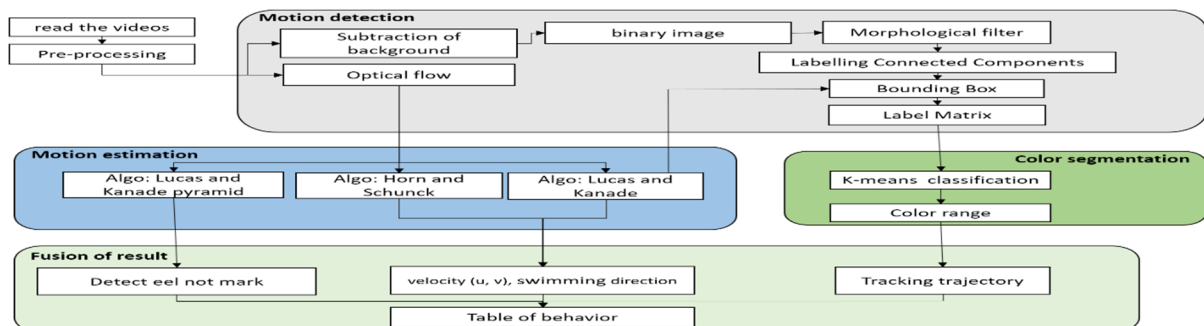 Motion detection
read the videos
Pre-processing
Subtraction of
background
binary image
Morphological filter
Optical flow
Labelling Connected Components
Bounding Box
Label Matrix
Motion estimation
Algo: Lucas and
Kanade pyramid
Algo: Horn and
Schunck
Algo: Lucas and
Kanade
Color segmentation
K-means classification
Color range
Fusion of result
Detect eel not mark
velocity (u, v), swimming direction
Tracking trajectory
Table of behavior